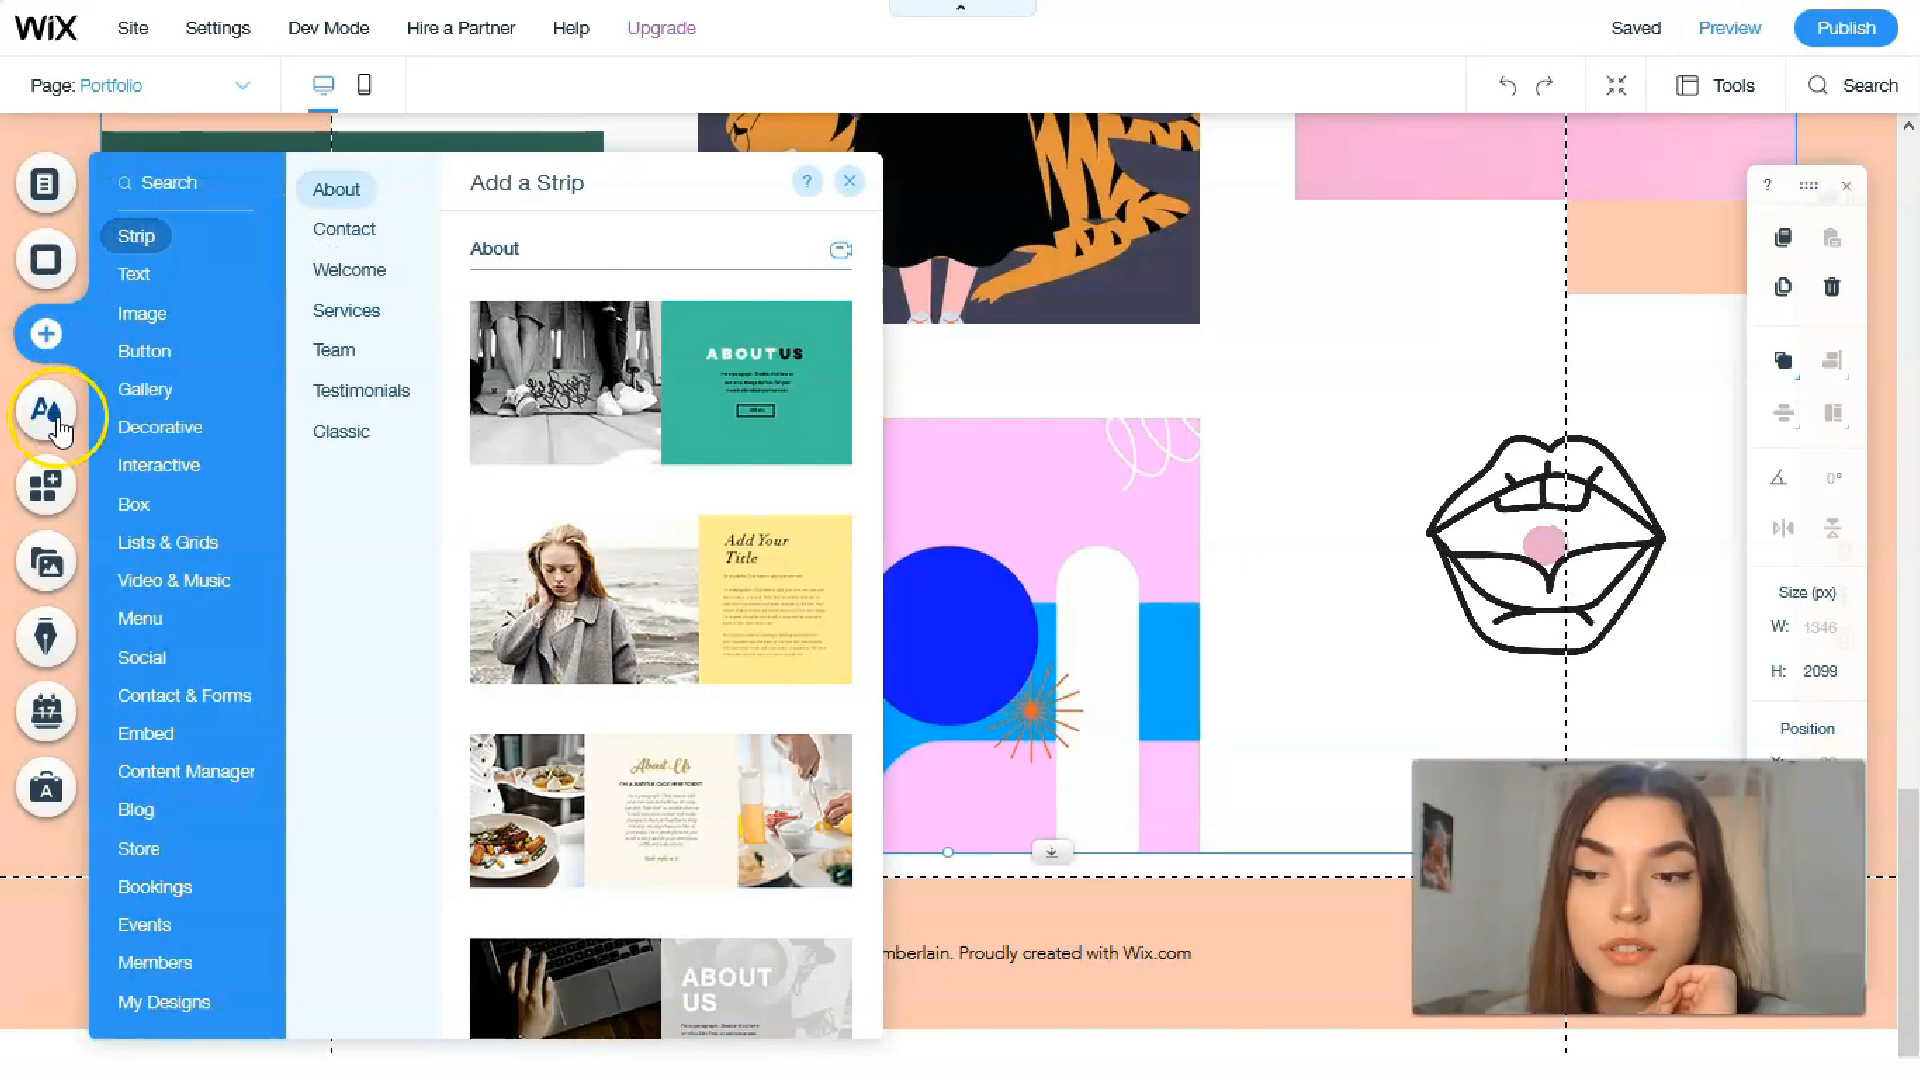 WiX
Site
Settings
Dev Mode
Hire a Partner
Help
Upgrade
Saved
Preview
Publish
Page: Portfolio
Tools
Search
Search
Strip
Text
Image
Button
Gallery
Decorative
Interactive
Box
Lists & Grids
Video & Music
Menu
Social
Contact & Forms
Embed
Content Manager
Blog
Store
Bookings
Events
Members
My Designs
About
Contact
Welcome
Services
Team
Testimonials
Classic
Add a Strip
?
About
ABOUT US
Add Your
Title
About Us
ABOUT
US
?
0°
Size (px)
W: 1346
H: 2099
Position
17
A
mberlain. Proudly created with Wix.com